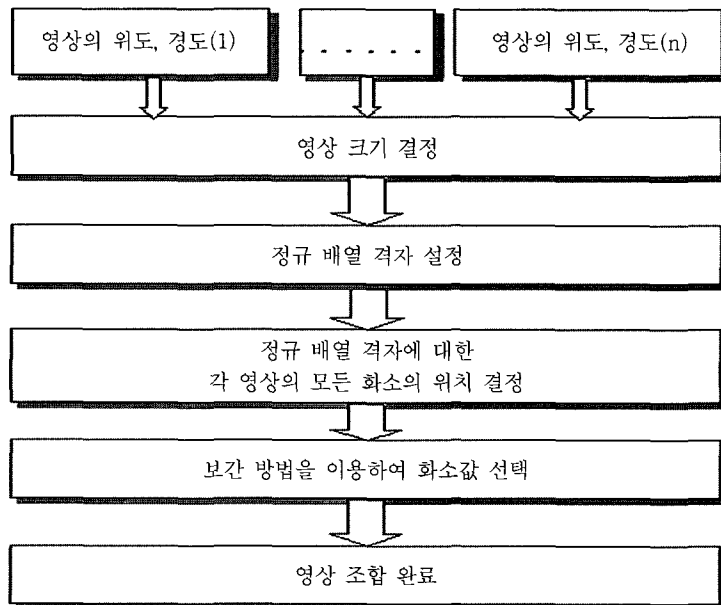 영상의 위도, 경도(1)
. . . . . .
영상의 위도, 경도(n)
영상 크기 결정
정규 배열 격자 설정
정규 배열 격자에 대한
각 영상의 모든 화소의 위치 결정
보간 방법을 이용하여 화소값 선택
영상 조합 완료